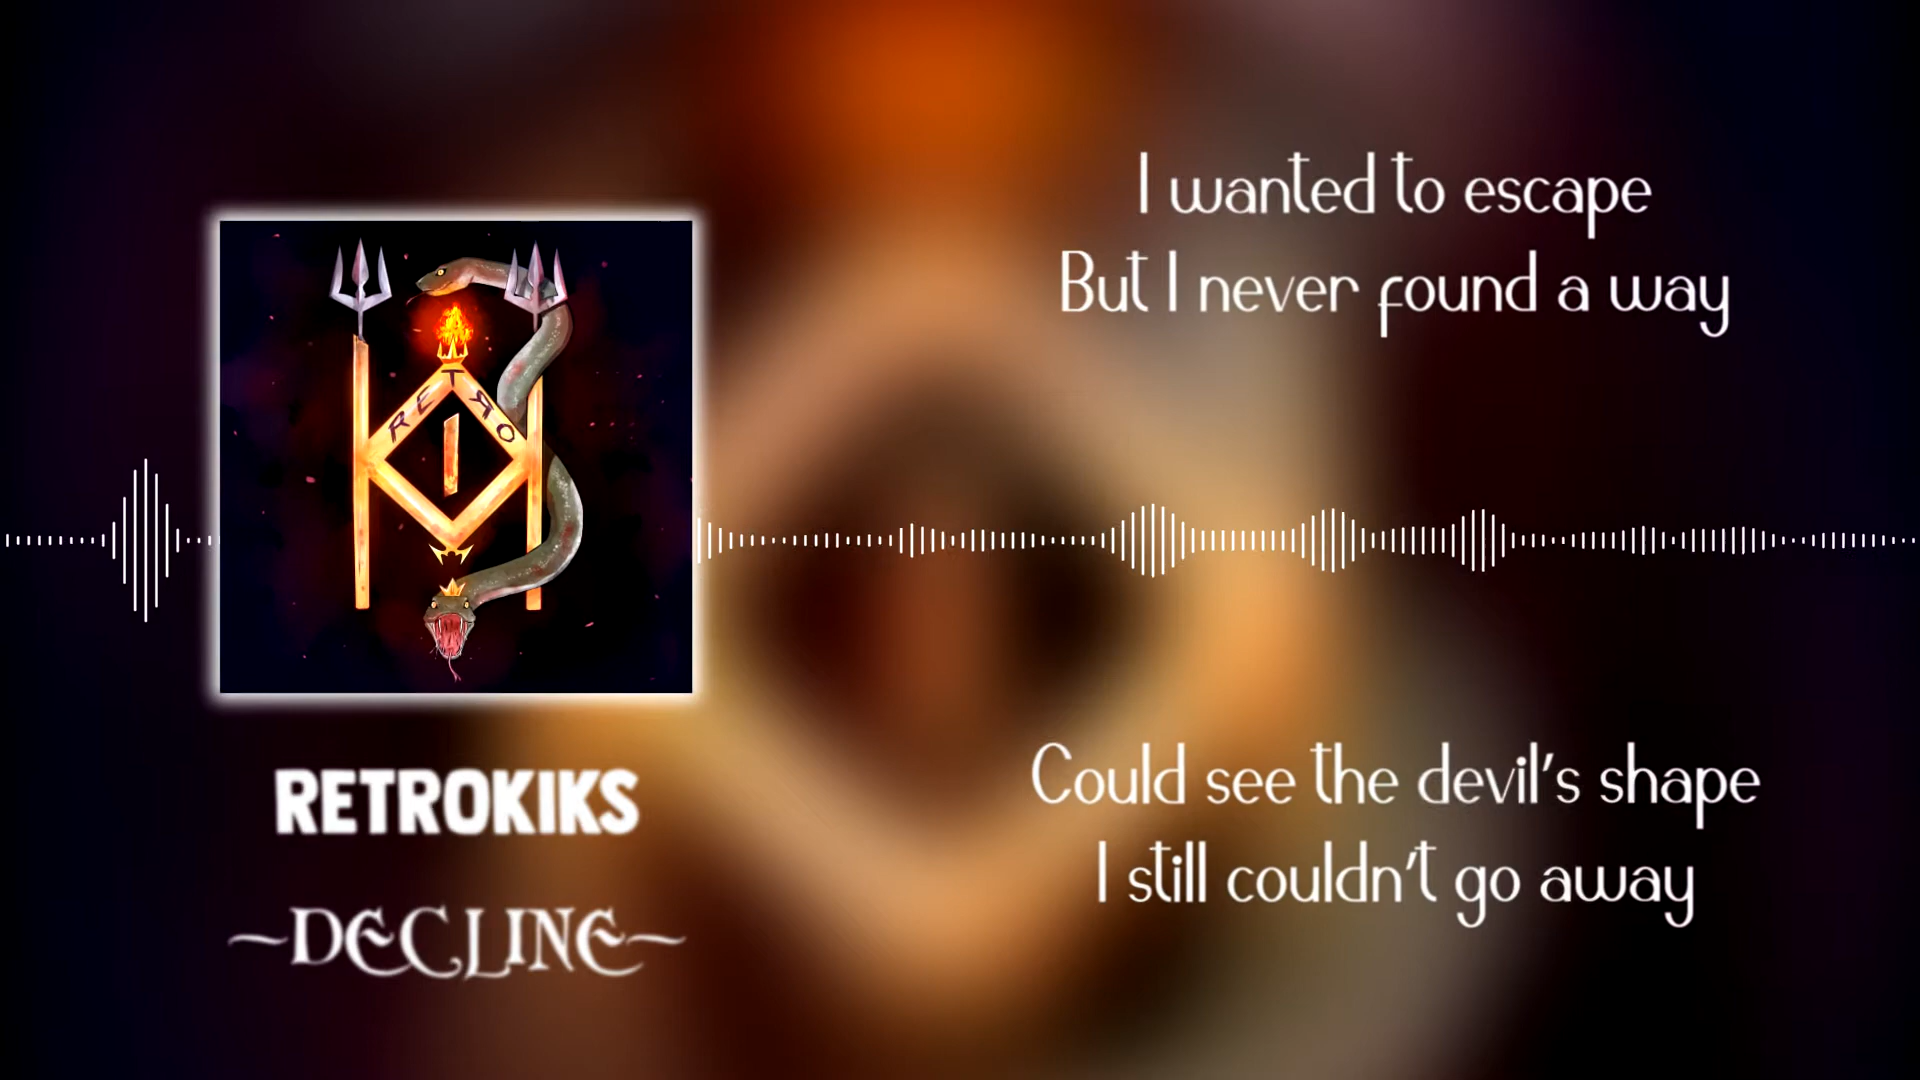 RETRO
KIK
RETROKIKS
~DECLINE~
I wanted to escape
But I never found a way
Could see the devil's shape
I still couldn't go away